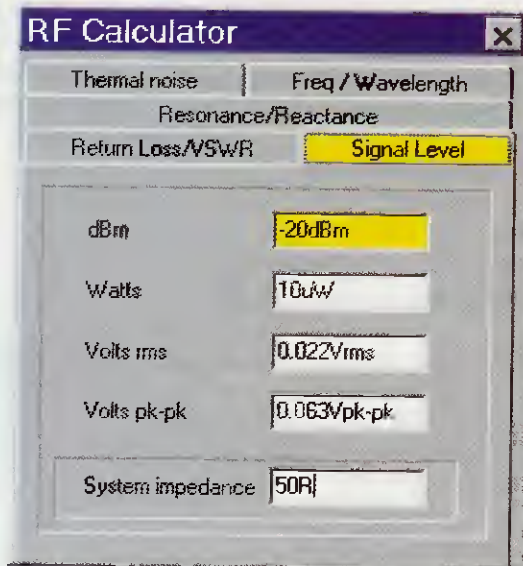 RF Calculator
Thermal noise
Freq / Wavelength
Resonance/Reactance
Return Loss/VSWR
Signal Level
dBm
-20dBm
Watts
10uW
Volts rms
0.022Vrms
Volts pk-pk
0.063Vpk-pk
System impedance
50R